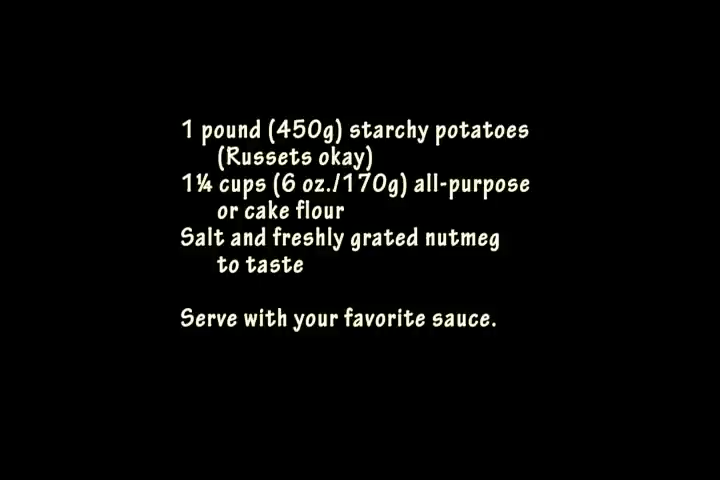 1 pound (450g) starchy potatoes
(Russets okay)
1¼ cups (6 oz./170g) all-purpose
or cake flour
Salt and freshly grated nutmeg
to taste
Serve with your favorite sauce.